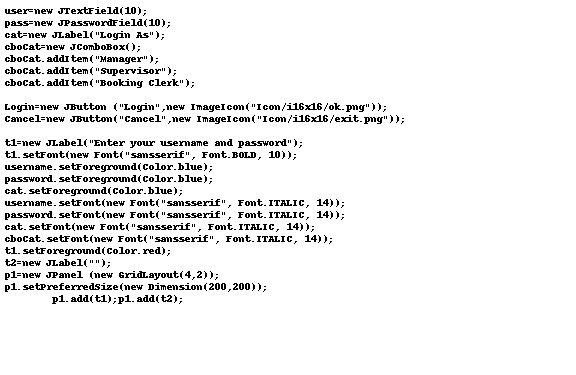 user=new JTextField(10);
pass=new JPasswordField(10);
cat=new JLabel("Login As");
cboCat=new JComboBox();
cboCat.addItem("Manager");
cboCat.addItem("Supervisor");
cboCat.addItem("Booking Clerk");
Login=new JButton ("Login",new ImageIcon("Icon/i16x16/ok.png"));
Cancel=new JButton("Cancel",new ImageIcon("Icon/i16x16/exit.png"));
t1=new JLabel("Enter your username and password");
t1.setFont(new Font("sansserif", Font.BOLD, 10));
username.setForeground(Color.blue);
password.setForeground(Color.blue);
cat.setForeground(Color.blue);
username.setFont(new Font("sansserif", Font.ITALIC, 14));
password.setFont(new Font("sansserif", Font.ITALIC, 14));
cat.setFont(new Font("sansserif", Font.ITALIC, 14));
cboCat.setFont(new Font("sansserif", Font.ITALIC, 14));
t1.setForeground(Color.red);
t2=new JLabel("");
p1=new JPanel (new GridLayout(4,2));
p1.setPreferredSize(new Dimension(200,200));
p1.add(t1);p1.add(t2);